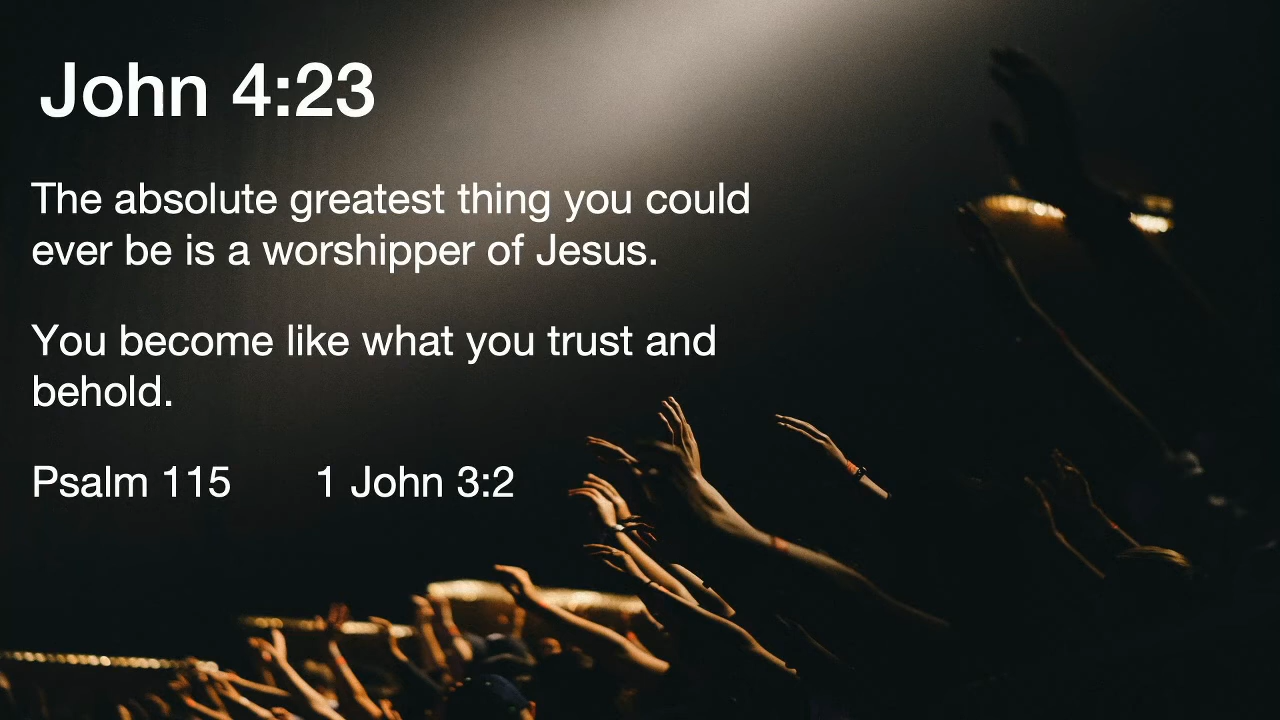 John 4:23
The absolute greatest thing you could
ever be is a worshipper of Jesus.
You become like what you trust and
behold.
Psalm 115 1 John 3:2